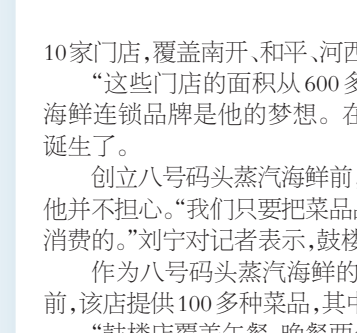 10家门店,覆盖南开、和平、河西
“这些门店的面积从600多
海鲜连锁品牌是他的梦想。在
诞生了。
创立八号码头蒸汽海鲜前
他并不担心。“我们只要把菜品
消费的。”刘宁对记者表示,鼓楼
作为八号码头蒸汽海鲜的
前,该店提供100多种菜品,其中
“鼓楼店覆盖午餐、晚餐两